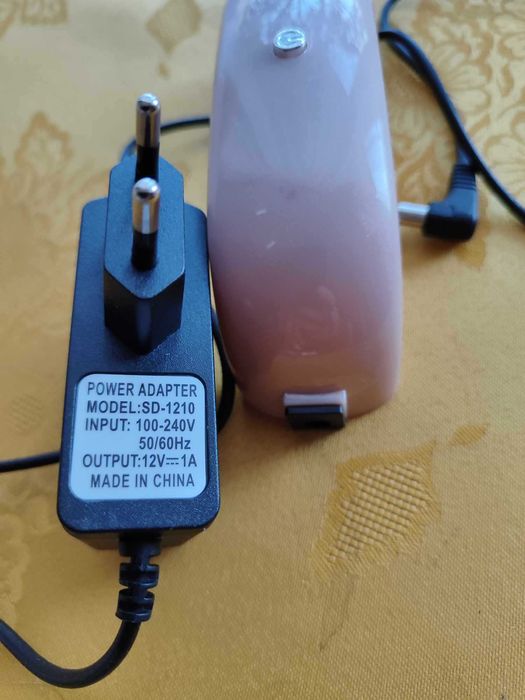 POWER ADAPTER
MODEL:SD-1210
INPUT: 100-240V
50/60Hz
OUTPUT:12V⎓1A
MADE IN CHINA